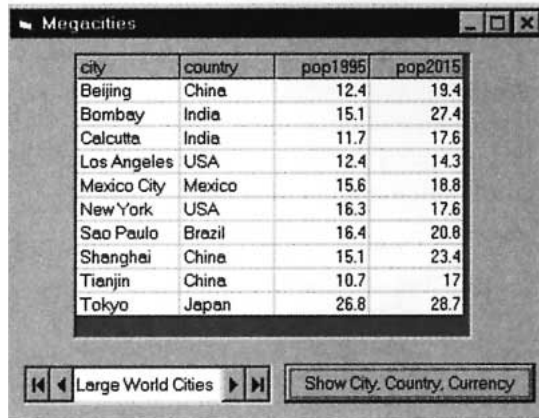 Megacities
city country pop1995 pop2015
Beijing China 12.4 19.4
Bombay India 15.1 27.4
Calcutta India 11.7 17.6
Los Angeles USA 12.4 14.3
Mexico City Mexico 15.6 18.8
New York USA 16.3 17.6
Sao Paulo Brazil 16.4 20.8
Shanghai China 15.1 23.4
Tianjin China 10.7 17
Tokyo Japan 26.8 28.7
Large World Cities Show City, Country, Currency